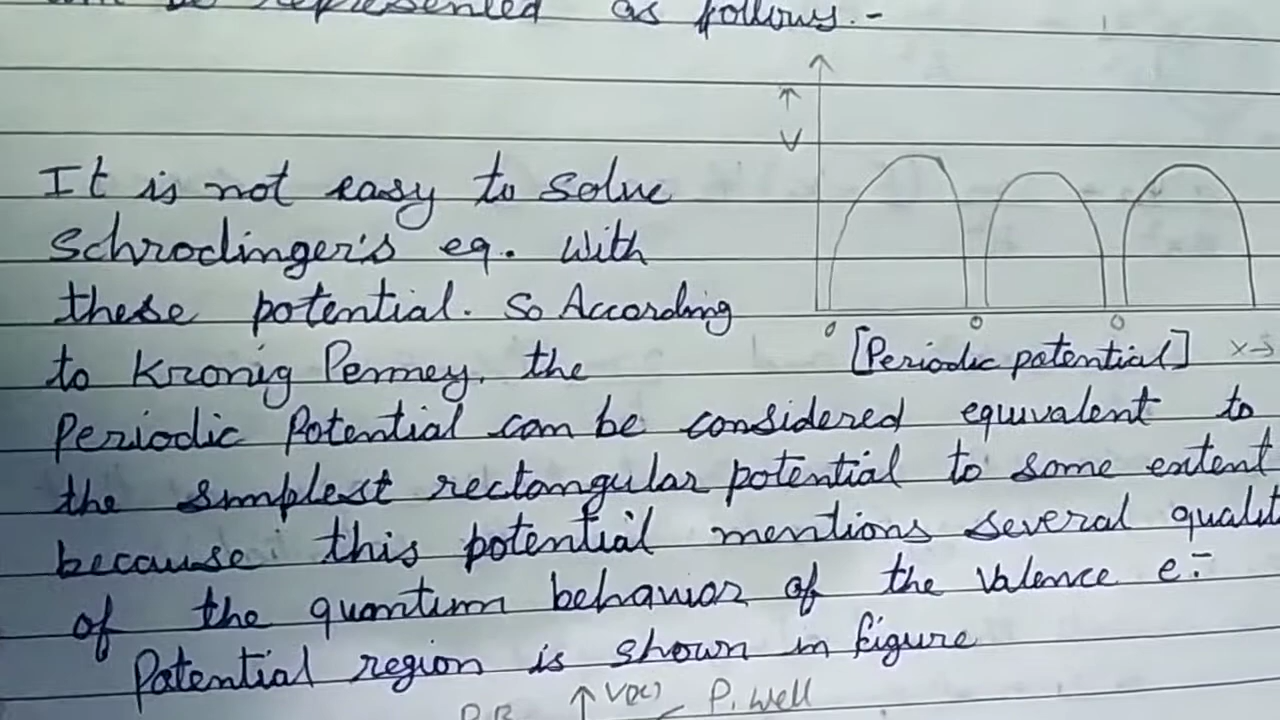 be represented as follows.-
V
It is not easy to solve
Schrodinger's eq. with
these potential. So According
o o o
to Kronig Penney, the [Periodic potential] x→
Periodic Potential can be considered equivalent to
the simplest rectangular potential to some extent
because this potential mentions several qualit
of the quantum behavior of the valence e-
Potential region is shown in figure
↑ V(x) P. well